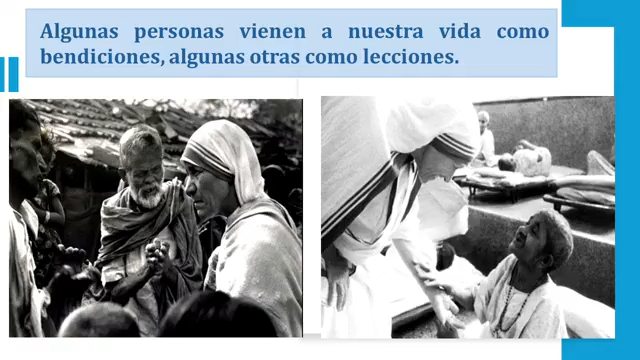 Algunas personas vienen a nuestra vida como
bendiciones, algunas otras como lecciones.